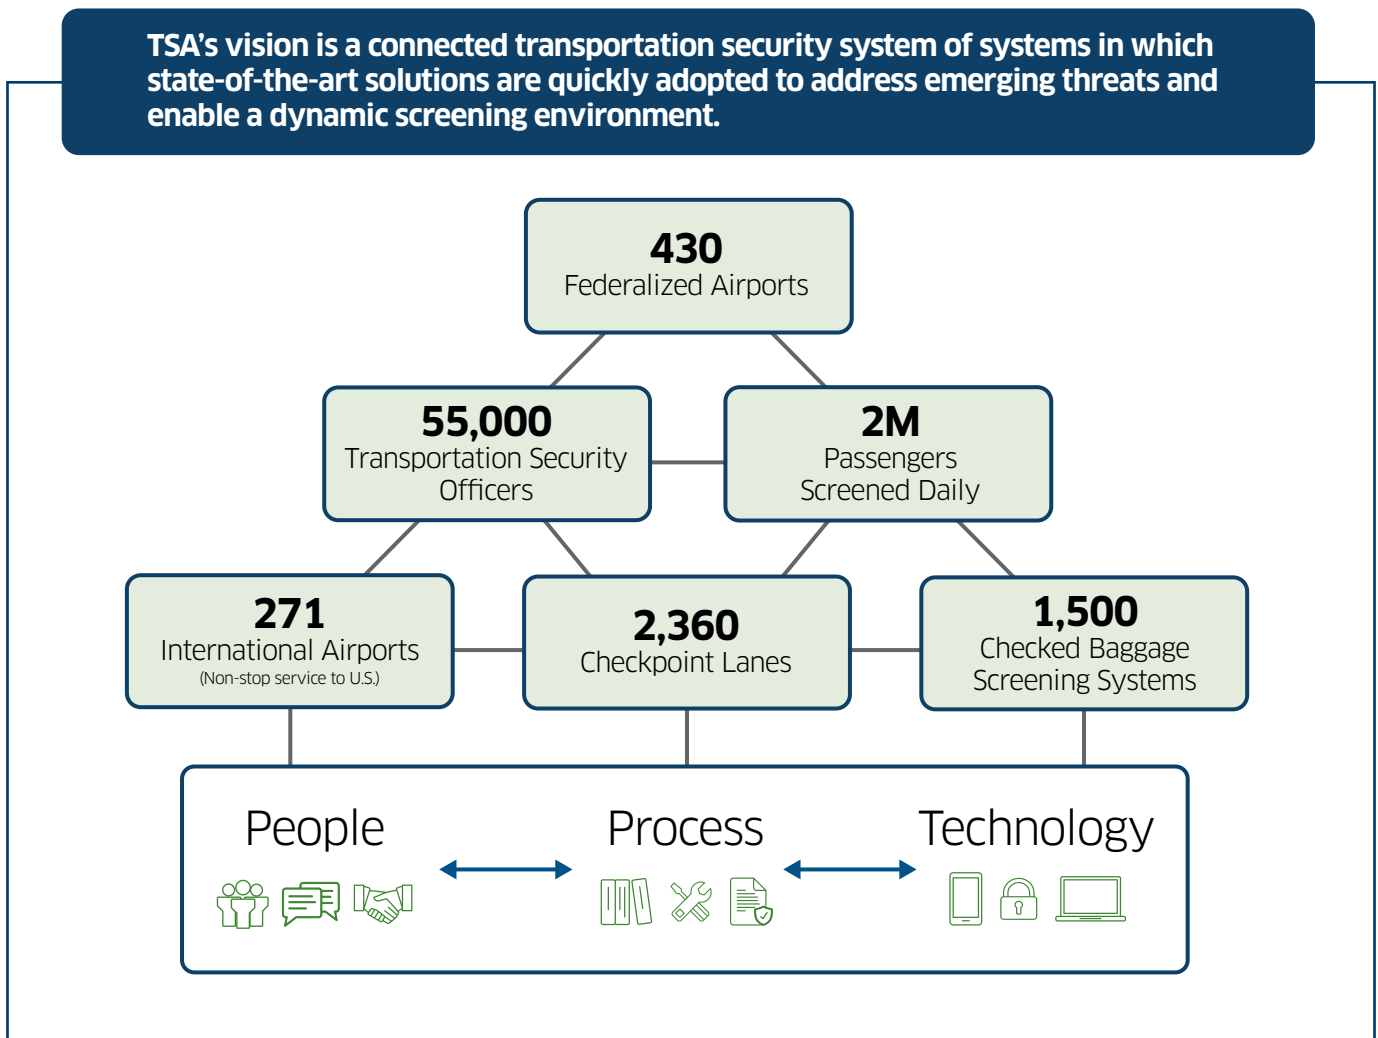 TSA’s vision is a connected transportation security system of systems in which
state-of-the-art solutions are quickly adopted to address emerging threats and
enable a dynamic screening environment.
430
Federalized Airports
55,000
Transportation Security
Officers
2M
Passengers
Screened Daily
271
International Airports
(Non-stop service to U.S.)
2,360
Checkpoint Lanes
1,500
Checked Baggage
Screening Systems
People
Process
Technology